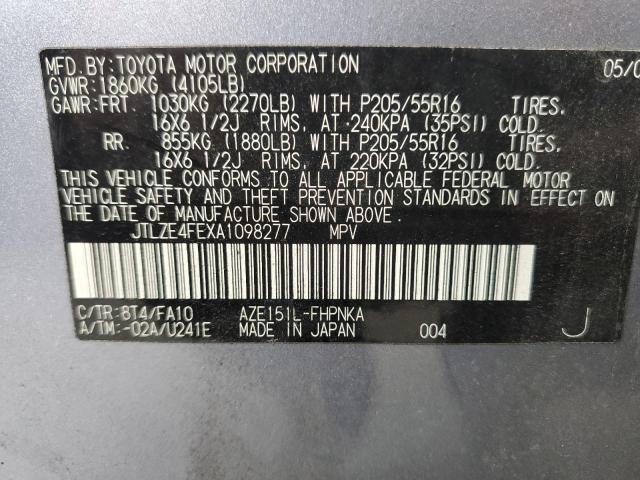 MFD.BY:TOYOTA MOTOR CORPORATION 05/0
GVWR:1860KG (4105LB)
GAWR:FRT. 1030KG (2270LB) WITH P205/55R16 TIRES,
16X6 1/2J RIMS, AT 240KPA (35PSI) COLD.
RR. 855KG (1880LB) WITH P205/55R16 TIRES,
16X6 1/2J RIMS, AT 220KPA (32PSI) COLD.
THIS VEHICLE CONFORMS TO ALL APPLICABLE FEDERAL MOTOR
VEHICLE SAFETY AND THEFT PREVENTION STANDARDS IN EFFECT ON
THE DATE OF MANUFACTURE SHOWN ABOVE.
JTLZE4FEXA1098277 MPV
C/TR:8T4/FA10 AZE151L-FHPNKA
A/TM:-02A/U241E MADE IN JAPAN 004 J